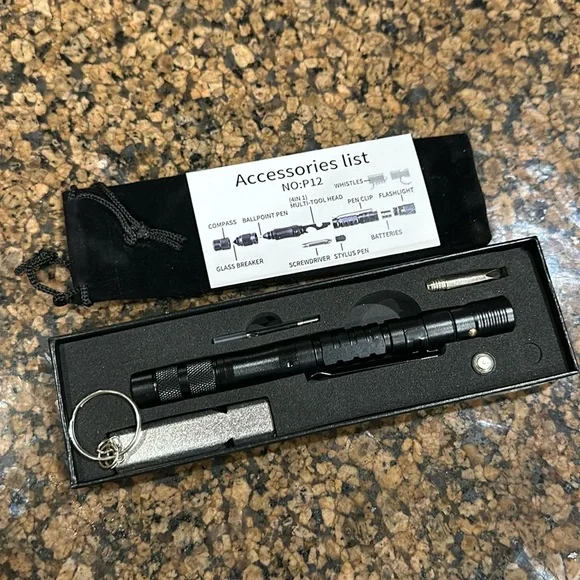 Accessories list
NO:P12
WHISTLES
(4IN 1)
MULTI-TOOL HEAD
PEN CLIP
FLASHLIGHT
COMPASS
BALLPOINT PEN
GLASS BREAKER
SCREWDRIVER
STYLUS PEN
BATTERIES